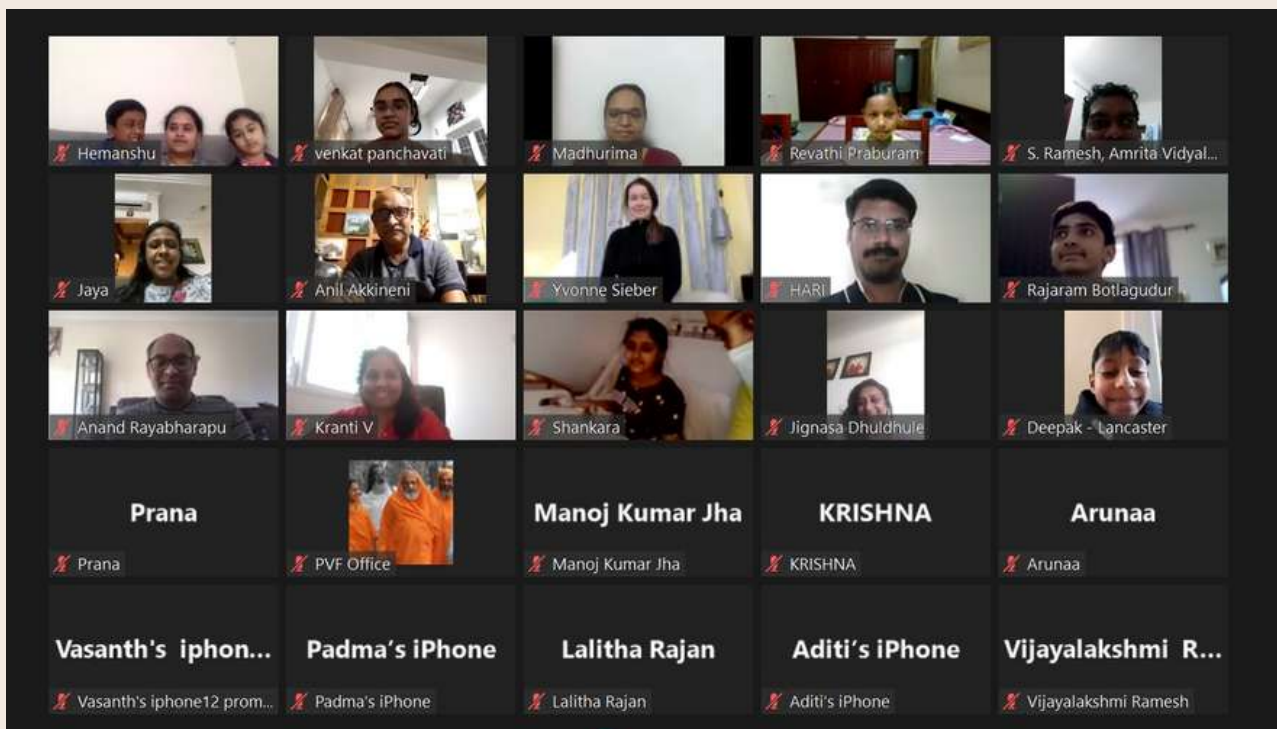 Hemanshu
venkat panchavati
Madhurima
Revathi Praburam
S. Ramesh, Amrita Vidyal...
Jaya
Anil Akkineni
Yvonne Sieber
HARI
Rajaram Botlagudur
Anand Rayabharapu
Kranti V
Shankara
Jignasa Dhuldhule
Deepak - Lancaster
Prana
Prana
PVF Office
Manoj Kumar Jha
Manoj Kumar Jha
KRISHNA
KRISHNA
Arunaa
Arunaa
Vasanth's iphon...
Vasanth's iphone12 prom...
Padma’s iPhone
Padma's iPhone
Lalitha Rajan
Lalitha Rajan
Aditi’s iPhone
Aditi's iPhone
Vijayalakshmi R...
Vijayalakshmi Ramesh